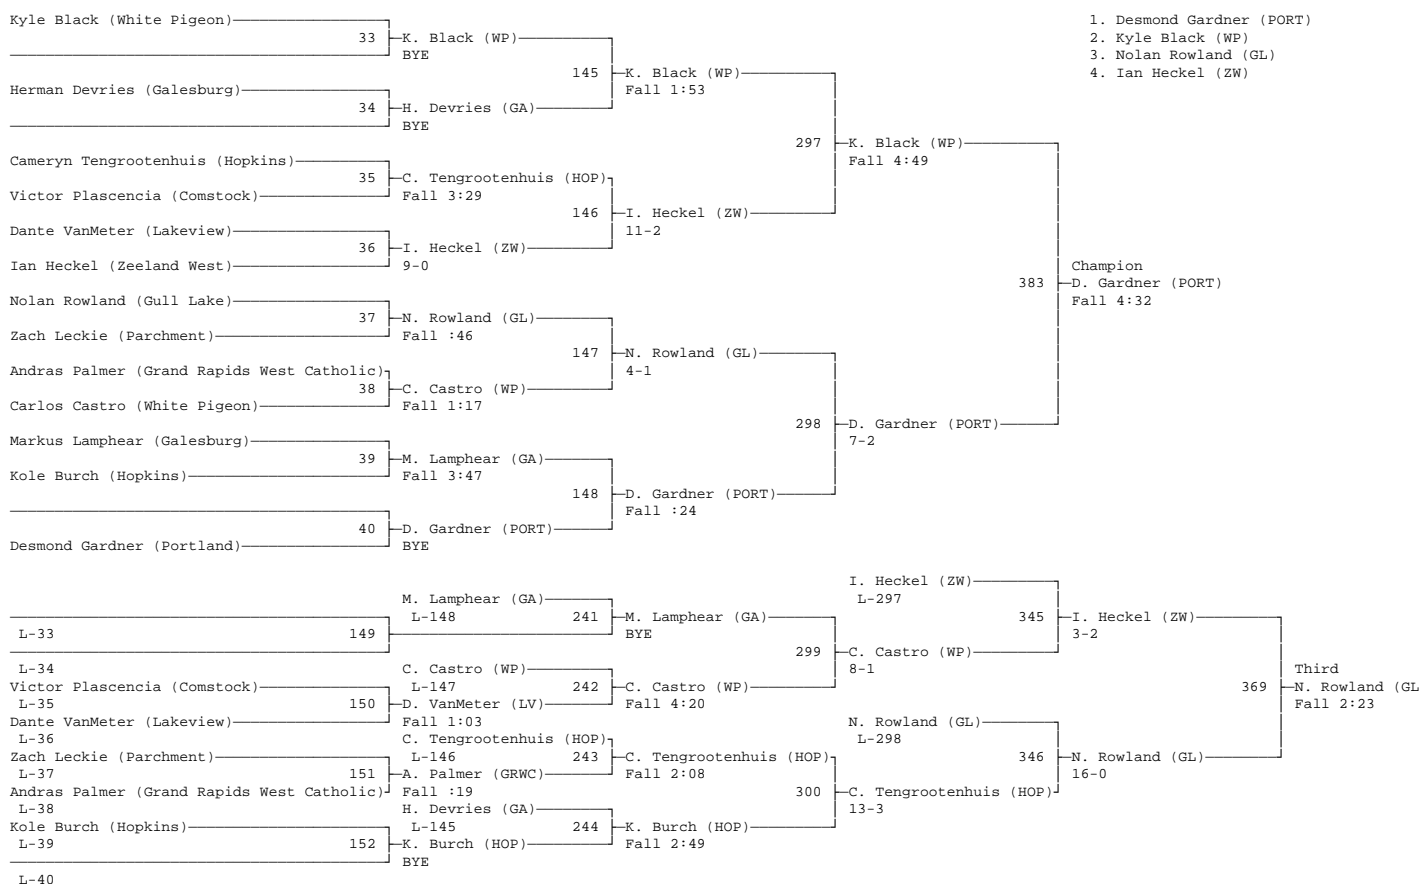 Kyle Black (White Pigeon)
1. Desmond Gardner (PORT)
33 K. Black (WP)
2. Kyle Black (WP)
BYE
3. Nolan Rowland (GL)
145 K. Black (WP)
4. Ian Heckel (ZW)
Herman Devries (Galesburg)
Fall 1:53
34 H. Devries (GA)
BYE
297 K. Black (WP)
Cameryn Tengrootenhuis (Hopkins)
Fall 4:49
35 C. Tengrootenhuis (HOP)
Victor Plascencia (Comstock)
Fall 3:29
146 I. Heckel (ZW)
Dante VanMeter (Lakeview)
11-2
36 I. Heckel (ZW)
Ian Heckel (Zeeland West)
9-0
Champion
383 D. Gardner (PORT)
Nolan Rowland (Gull Lake)
Fall 4:32
37 N. Rowland (GL)
Zach Leckie (Parchment)
Fall :46
147 N. Rowland (GL)
Andras Palmer (Grand Rapids West Catholic)
4-1
38 C. Castro (WP)
Carlos Castro (White Pigeon)
Fall 1:17
298 D. Gardner (PORT)
Markus Lamphear (Galesburg)
7-2
39 M. Lamphear (GA)
Kole Burch (Hopkins)
Fall 3:47
148 D. Gardner (PORT)
Fall :24
40 D. Gardner (PORT)
Desmond Gardner (Portland)
BYE
I. Heckel (ZW)
M. Lamphear (GA)
L-297
L-148
241 M. Lamphear (GA)
345 I. Heckel (ZW)
L-33
149
BYE
3-2
299 C. Castro (WP)
L-34
C. Castro (WP)
8-1
Third
Victor Plascencia (Comstock)
L-147
242 C. Castro (WP)
369 N. Rowland (GL
L-35
150 D. VanMeter (LV)
Fall 4:20
Fall 2:23
Dante VanMeter (Lakeview)
Fall 1:03
N. Rowland (GL)
L-36
C. Tengrootenhuis (HOP)
L-298
Zach Leckie (Parchment)
L-146
243 C. Tengrootenhuis (HOP)
346 N. Rowland (GL)
L-37
151 A. Palmer (GRWC)
Fall 2:08
16-0
Andras Palmer (Grand Rapids West Catholic)
Fall :19
300 C. Tengrootenhuis (HOP)
L-38
H. Devries (GA)
13-3
Kole Burch (Hopkins)
L-145
244 K. Burch (HOP)
L-39
152 K. Burch (HOP)
Fall 2:49
BYE
L-40